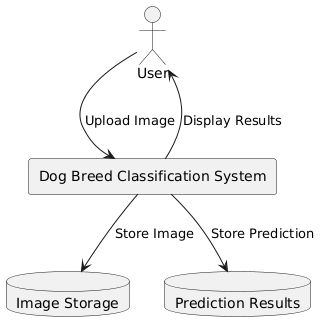 User
Upload Image
Display Results
Dog Breed Classification System
Store Image
Store Prediction
Image Storage
Prediction Results